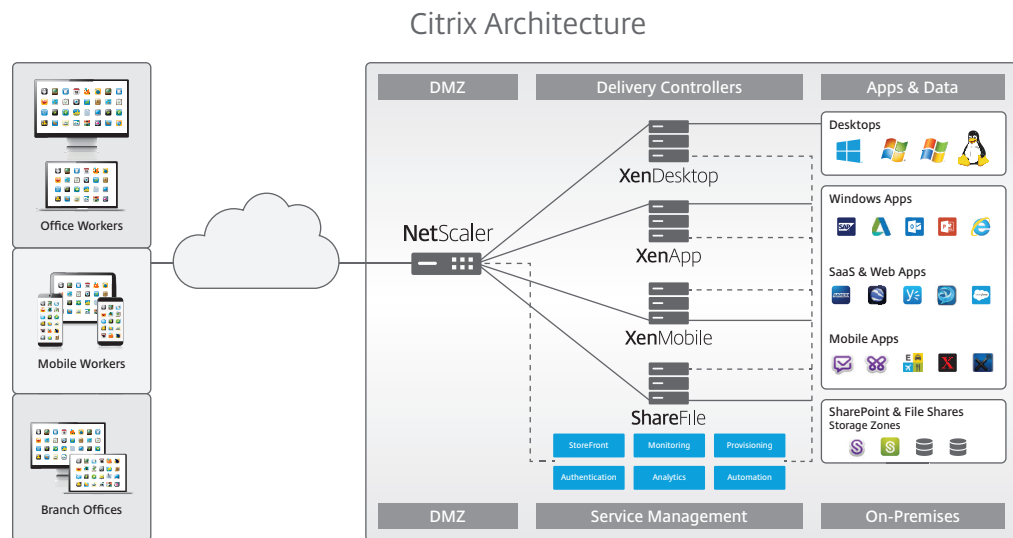 Citrix Architecture
Office Workers
Mobile Workers
Branch Offices
DMZ
Delivery Controllers
Apps & Data
NetScaler
XenDesktop
XenApp
XenMobile
ShareFile
Desktops
Windows Apps
SaaS & Web Apps
Mobile Apps
SharePoint & File Shares
Storage Zones
StoreFront
Monitoring
Provisioning
Authentication
Analytics
Automation
DMZ
Service Management
On-Premises